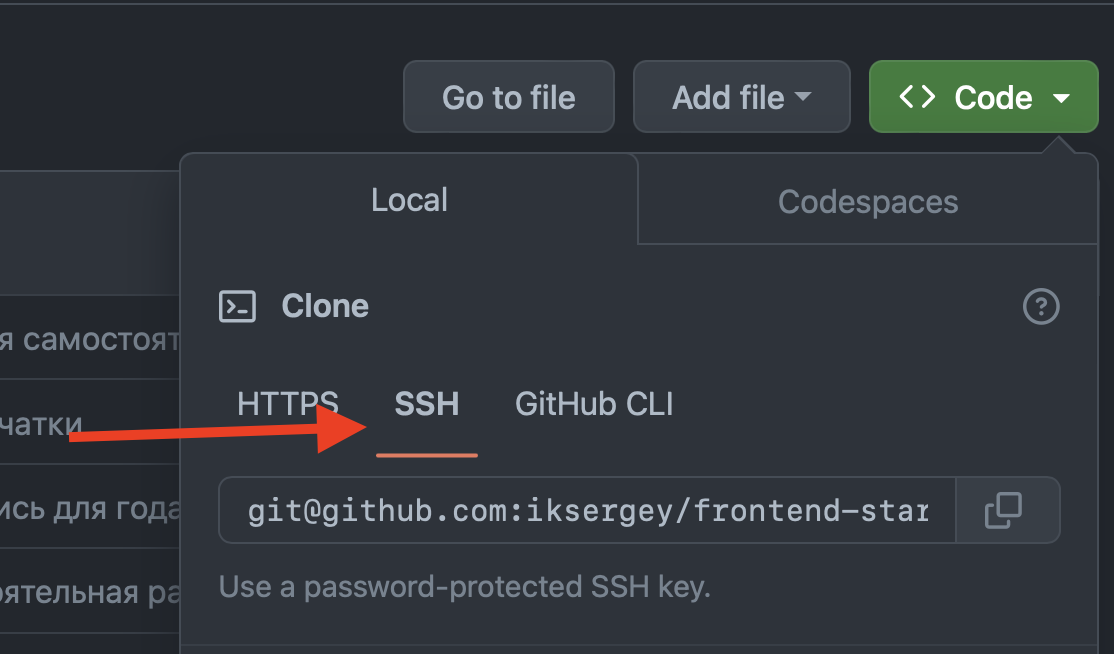 Go to file
Add file
<> Code
Local
Codespaces
Clone
HTTPS
SSH
GitHub CLI
git@github.com:iksergey/frontend-star
Use a password-protected SSH key.
я самостоят
чатки
ись для года
оятельная ра